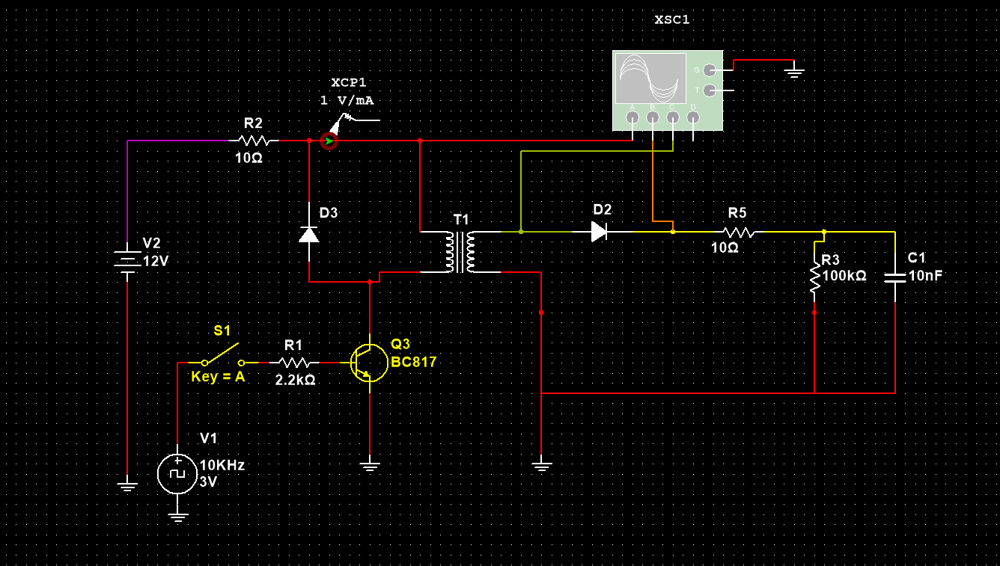 XSC1
G
T
A B C D
XCP1
1 V/mA
R2
10Ω
D3
T1
D2
R5
10Ω
V2
12V
R3
100kΩ
C1
10nF
S1
Key = A
R1
2.2kΩ
Q3
BC817
V1
10KHz
3V